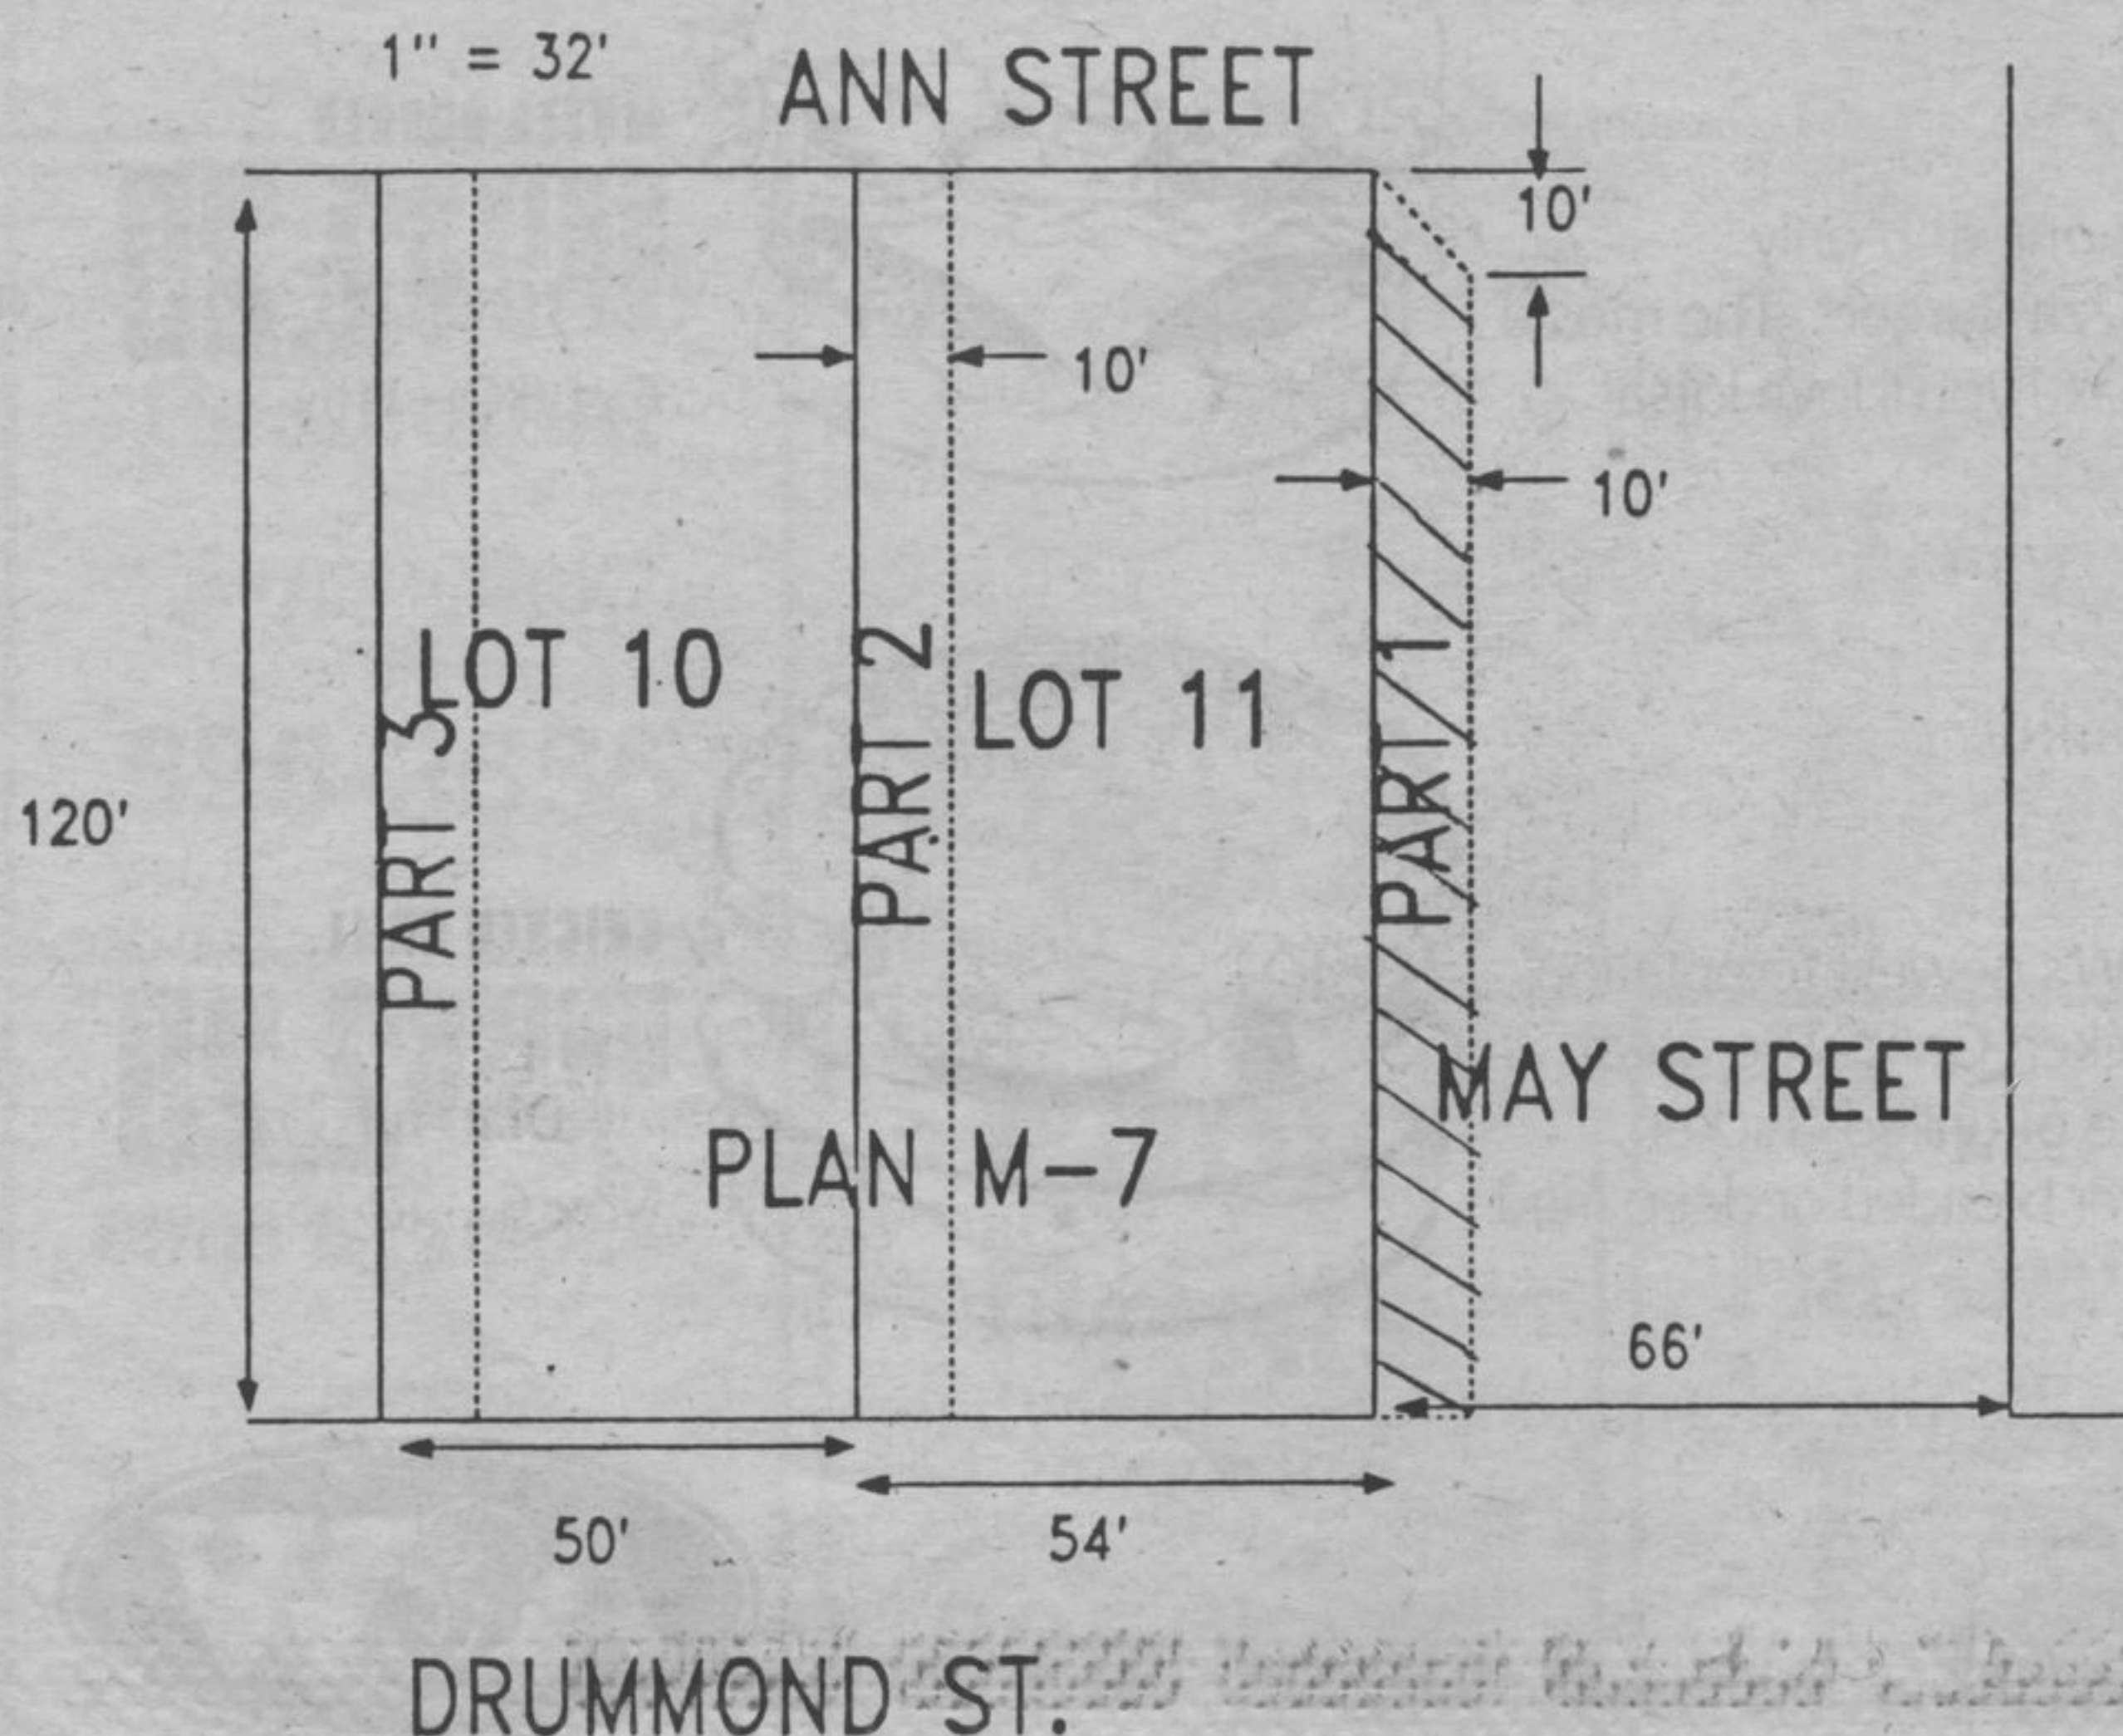 1" = 32'
ANN STREET
10'
10'
10'
LOT 10
PART 3
PART 2
LOT 11
PART 1
120'
MAY STREET
PLAN M-7
66'
50'
54'
DRUMMOND ST.